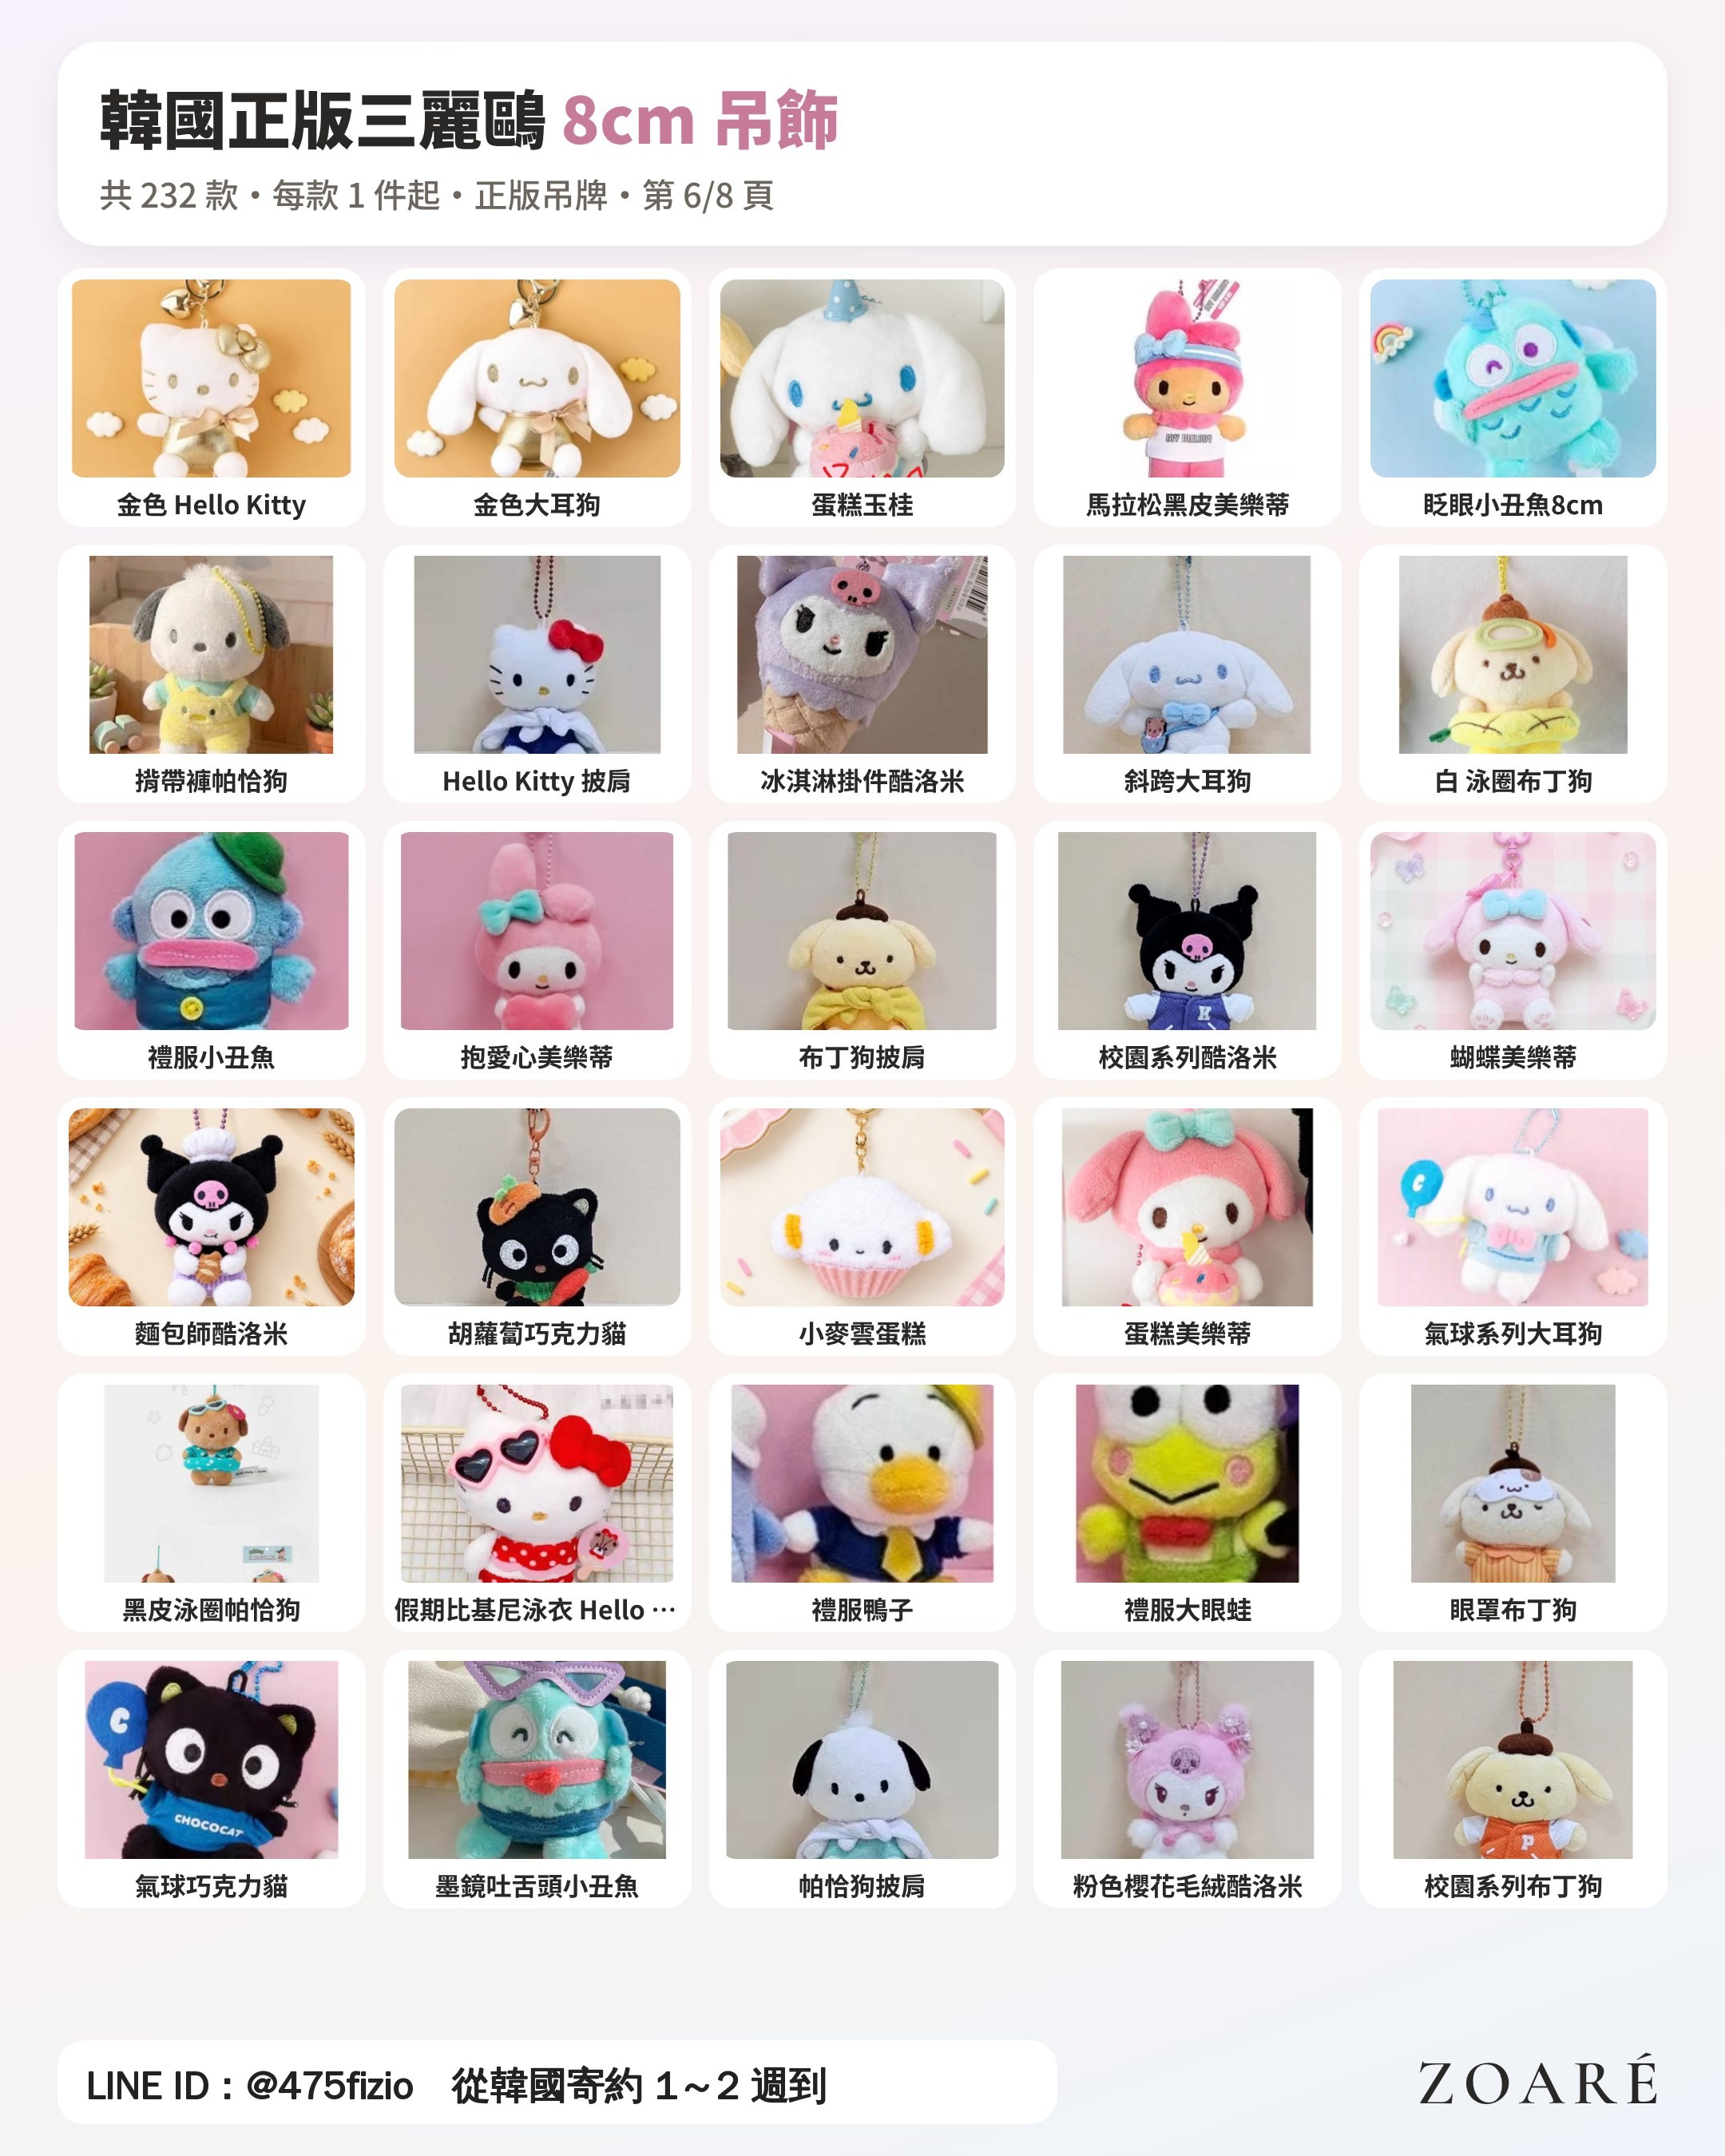 韓國正版三麗鷗 8cm 吊飾
共 232 款・每款 1 件起・正版吊牌・第 6/8 頁
MY MELODY
金色 Hello Kitty
金色大耳狗
蛋糕玉桂
馬拉松黑皮美樂蒂
眨眼小丑魚8cm
揹帶褲帕恰狗
Hello Kitty 披肩
冰淇淋掛件酷洛米
斜跨大耳狗
白 泳圈布丁狗
K
禮服小丑魚
抱愛心美樂蒂
布丁狗披肩
校園系列酷洛米
蝴蝶美樂蒂
C
麵包師酷洛米
胡蘿蔔巧克力貓
小麥雲蛋糕
蛋糕美樂蒂
氣球系列大耳狗
黑皮泳圈帕恰狗
假期比基尼泳衣 Hello …
禮服鴨子
禮服大眼蛙
眼罩布丁狗
C
CHOCOCAT
P
氣球巧克力貓
墨鏡吐舌頭小丑魚
帕恰狗披肩
粉色櫻花毛絨酷洛米
校園系列布丁狗
LINE ID：@475fizio 從韓國寄約 1~2 週到
ZOARÉ